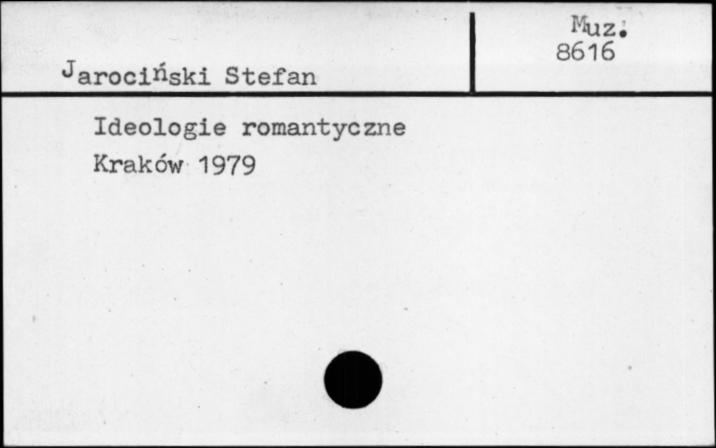 Muz.
8616
Jarociński Stefan
Ideologie romantyczne
Kraków 1979